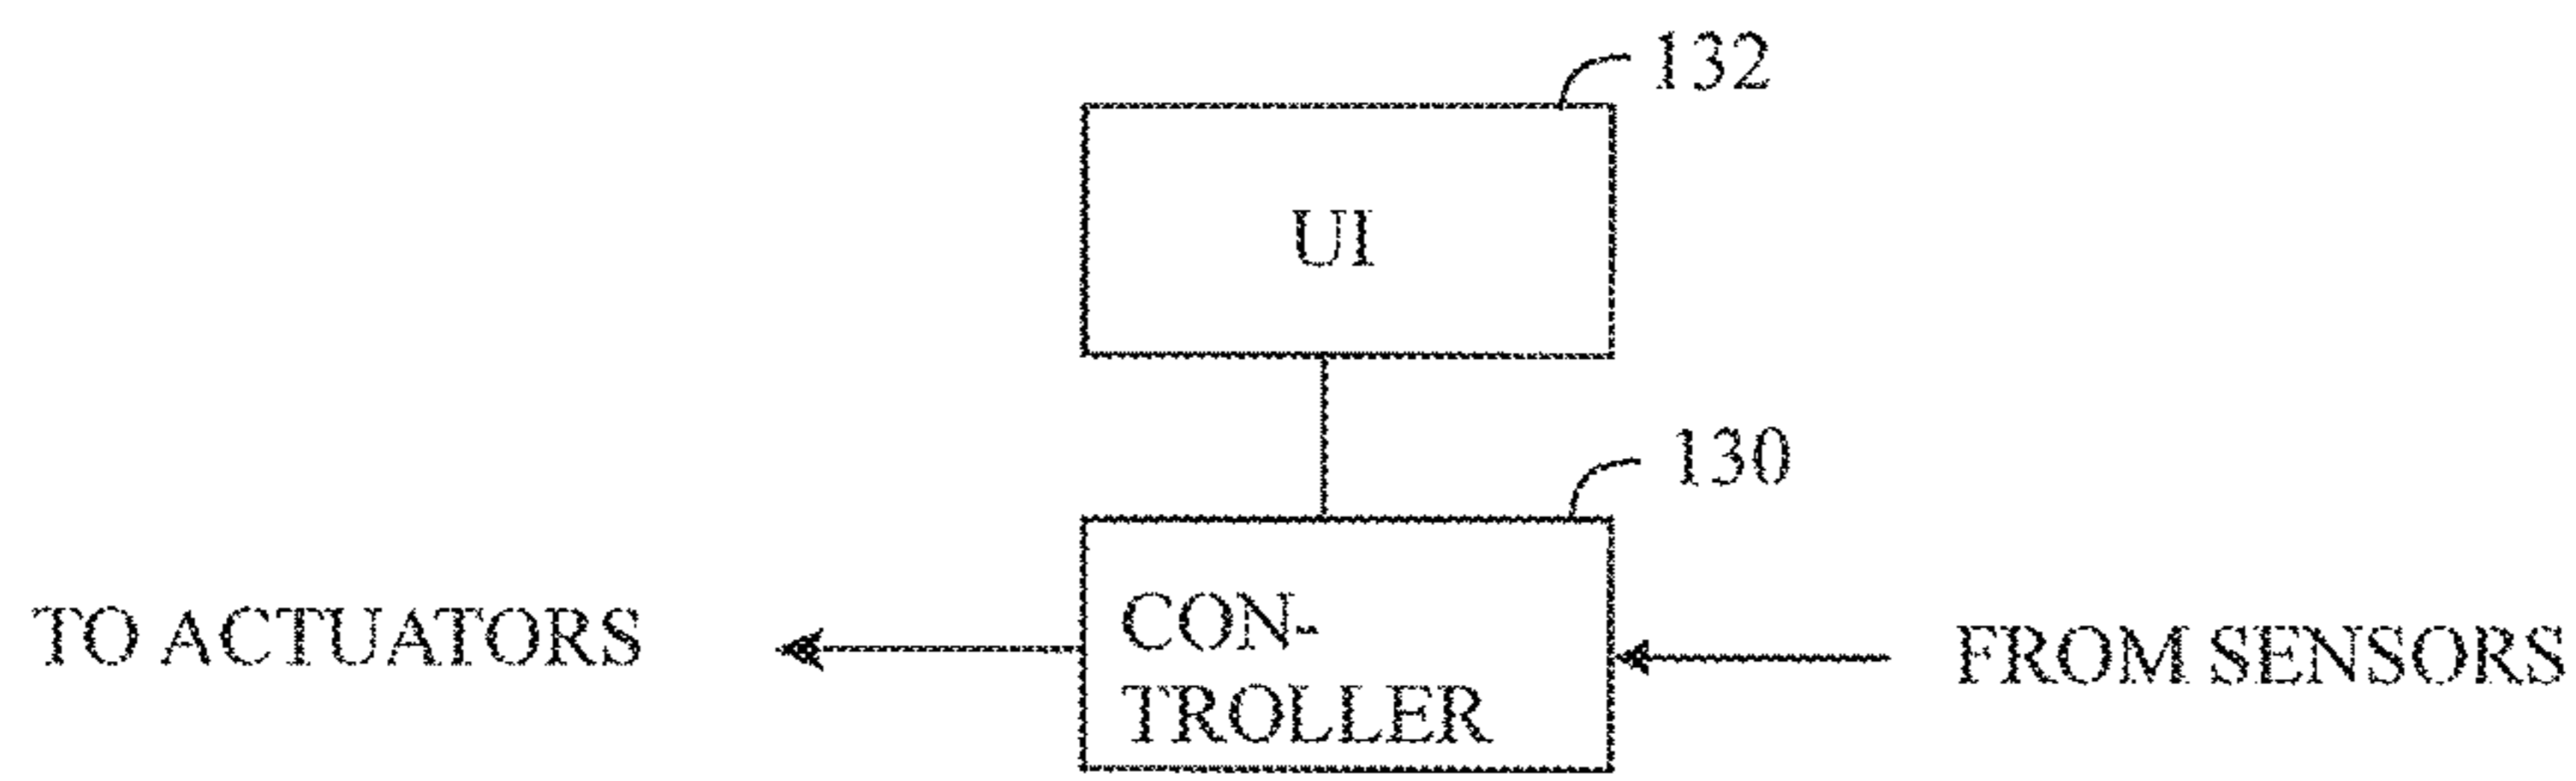 132
UI
130
TO ACTUATORS
CON-
TROLLER
FROM SENSORS